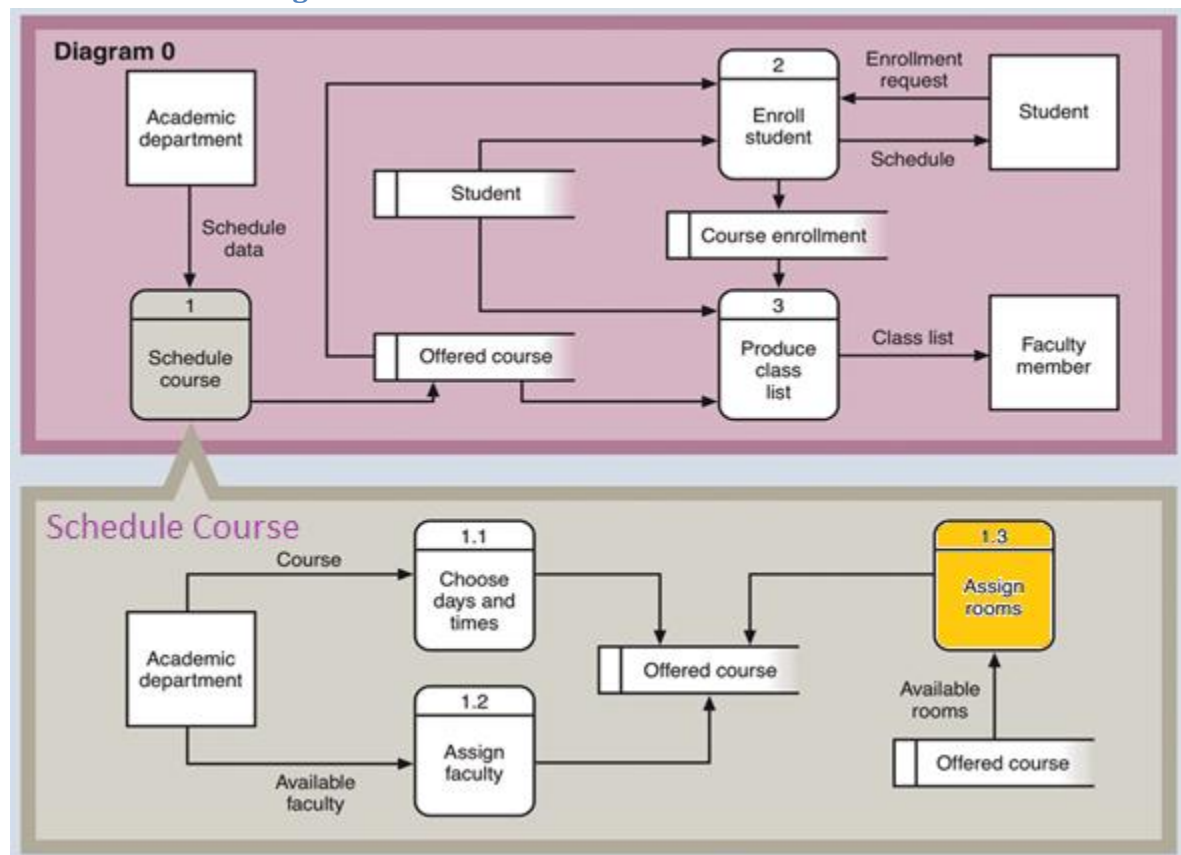 Diagram 0
Academic
department
Schedule
data
1
Schedule
course
Student
Offered course
2
Enroll
student
Enrollment
request
Schedule
Student
Course enrollment
3
Produce
class
list
Class list
Faculty
member
Schedule Course
Academic
department
Course
1.1
Choose
days and
times
Available
faculty
1.2
Assign
faculty
Offered course
1.3
Assign
rooms
Available
rooms
Offered course